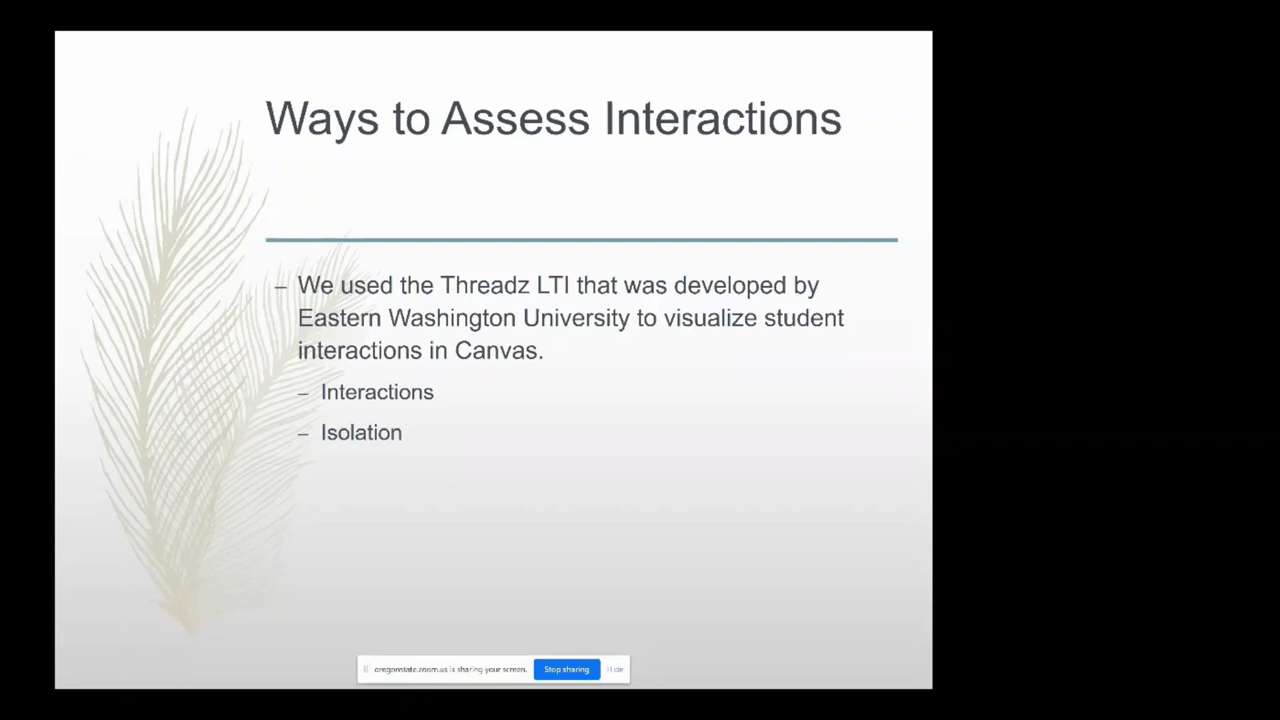 Ways to Assess Interactions
– We used the Threadz LTI that was developed by
Eastern Washington University to visualize student
interactions in Canvas.
– Interactions
– Isolation
oregonstate.zoom.us is sharing your screen. Stop sharing Hide